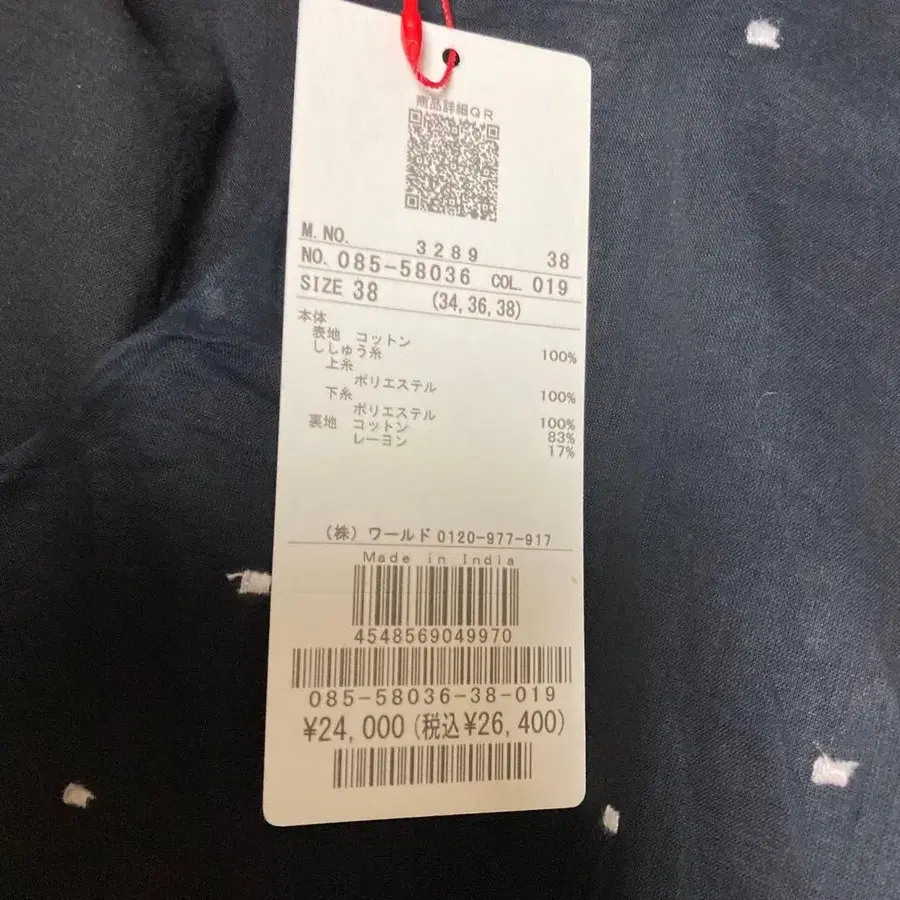 商品詳細QR
M.NO. 3289 38
NO. 085-58036 COL. 019
SIZE 38 (34,36,38)
本体
表地 コットン 100%
ししゅう糸
上糸
ポリエステル 100%
下糸
ポリエステル 100%
裏地 コットン 83%
レーヨン 17%
(株) ワールド 0120-977-917
Made in India
4548569049970
085-58036-38-019
¥24,000 (税込¥26,400)